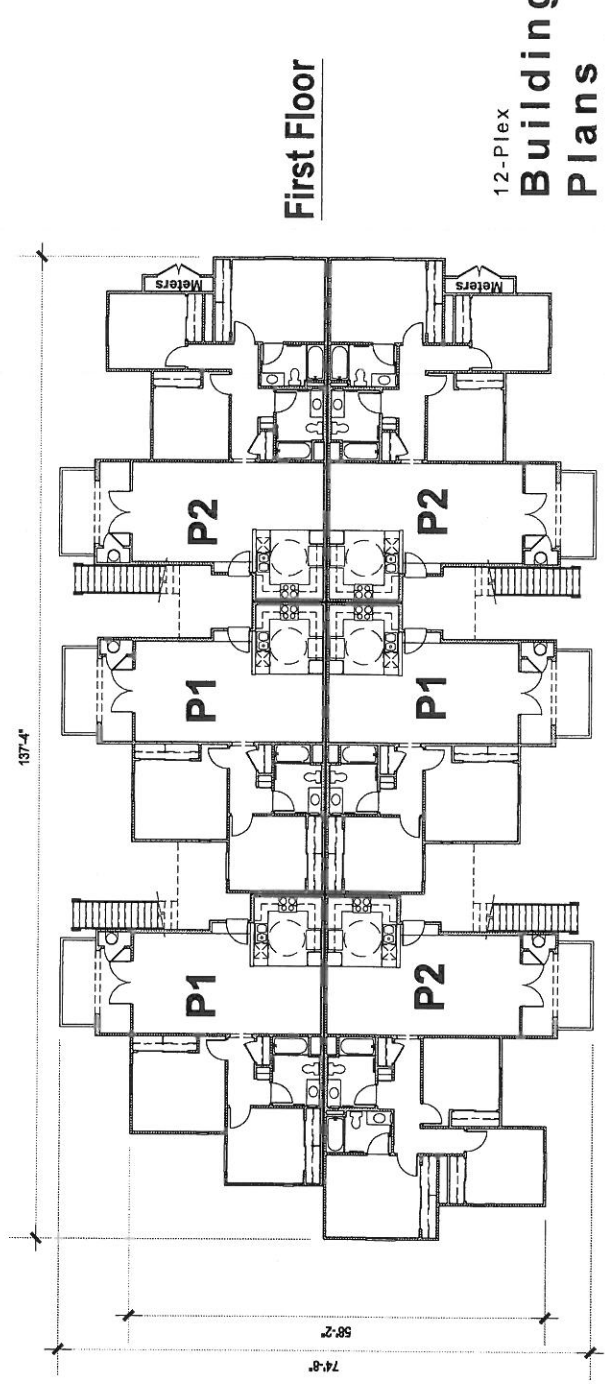 First Floor
12-Plex
Building
Plans
137'-4"
Meters
Meters
P2
P2
P1
P1
P1
P2
58'-2"
74'-8"